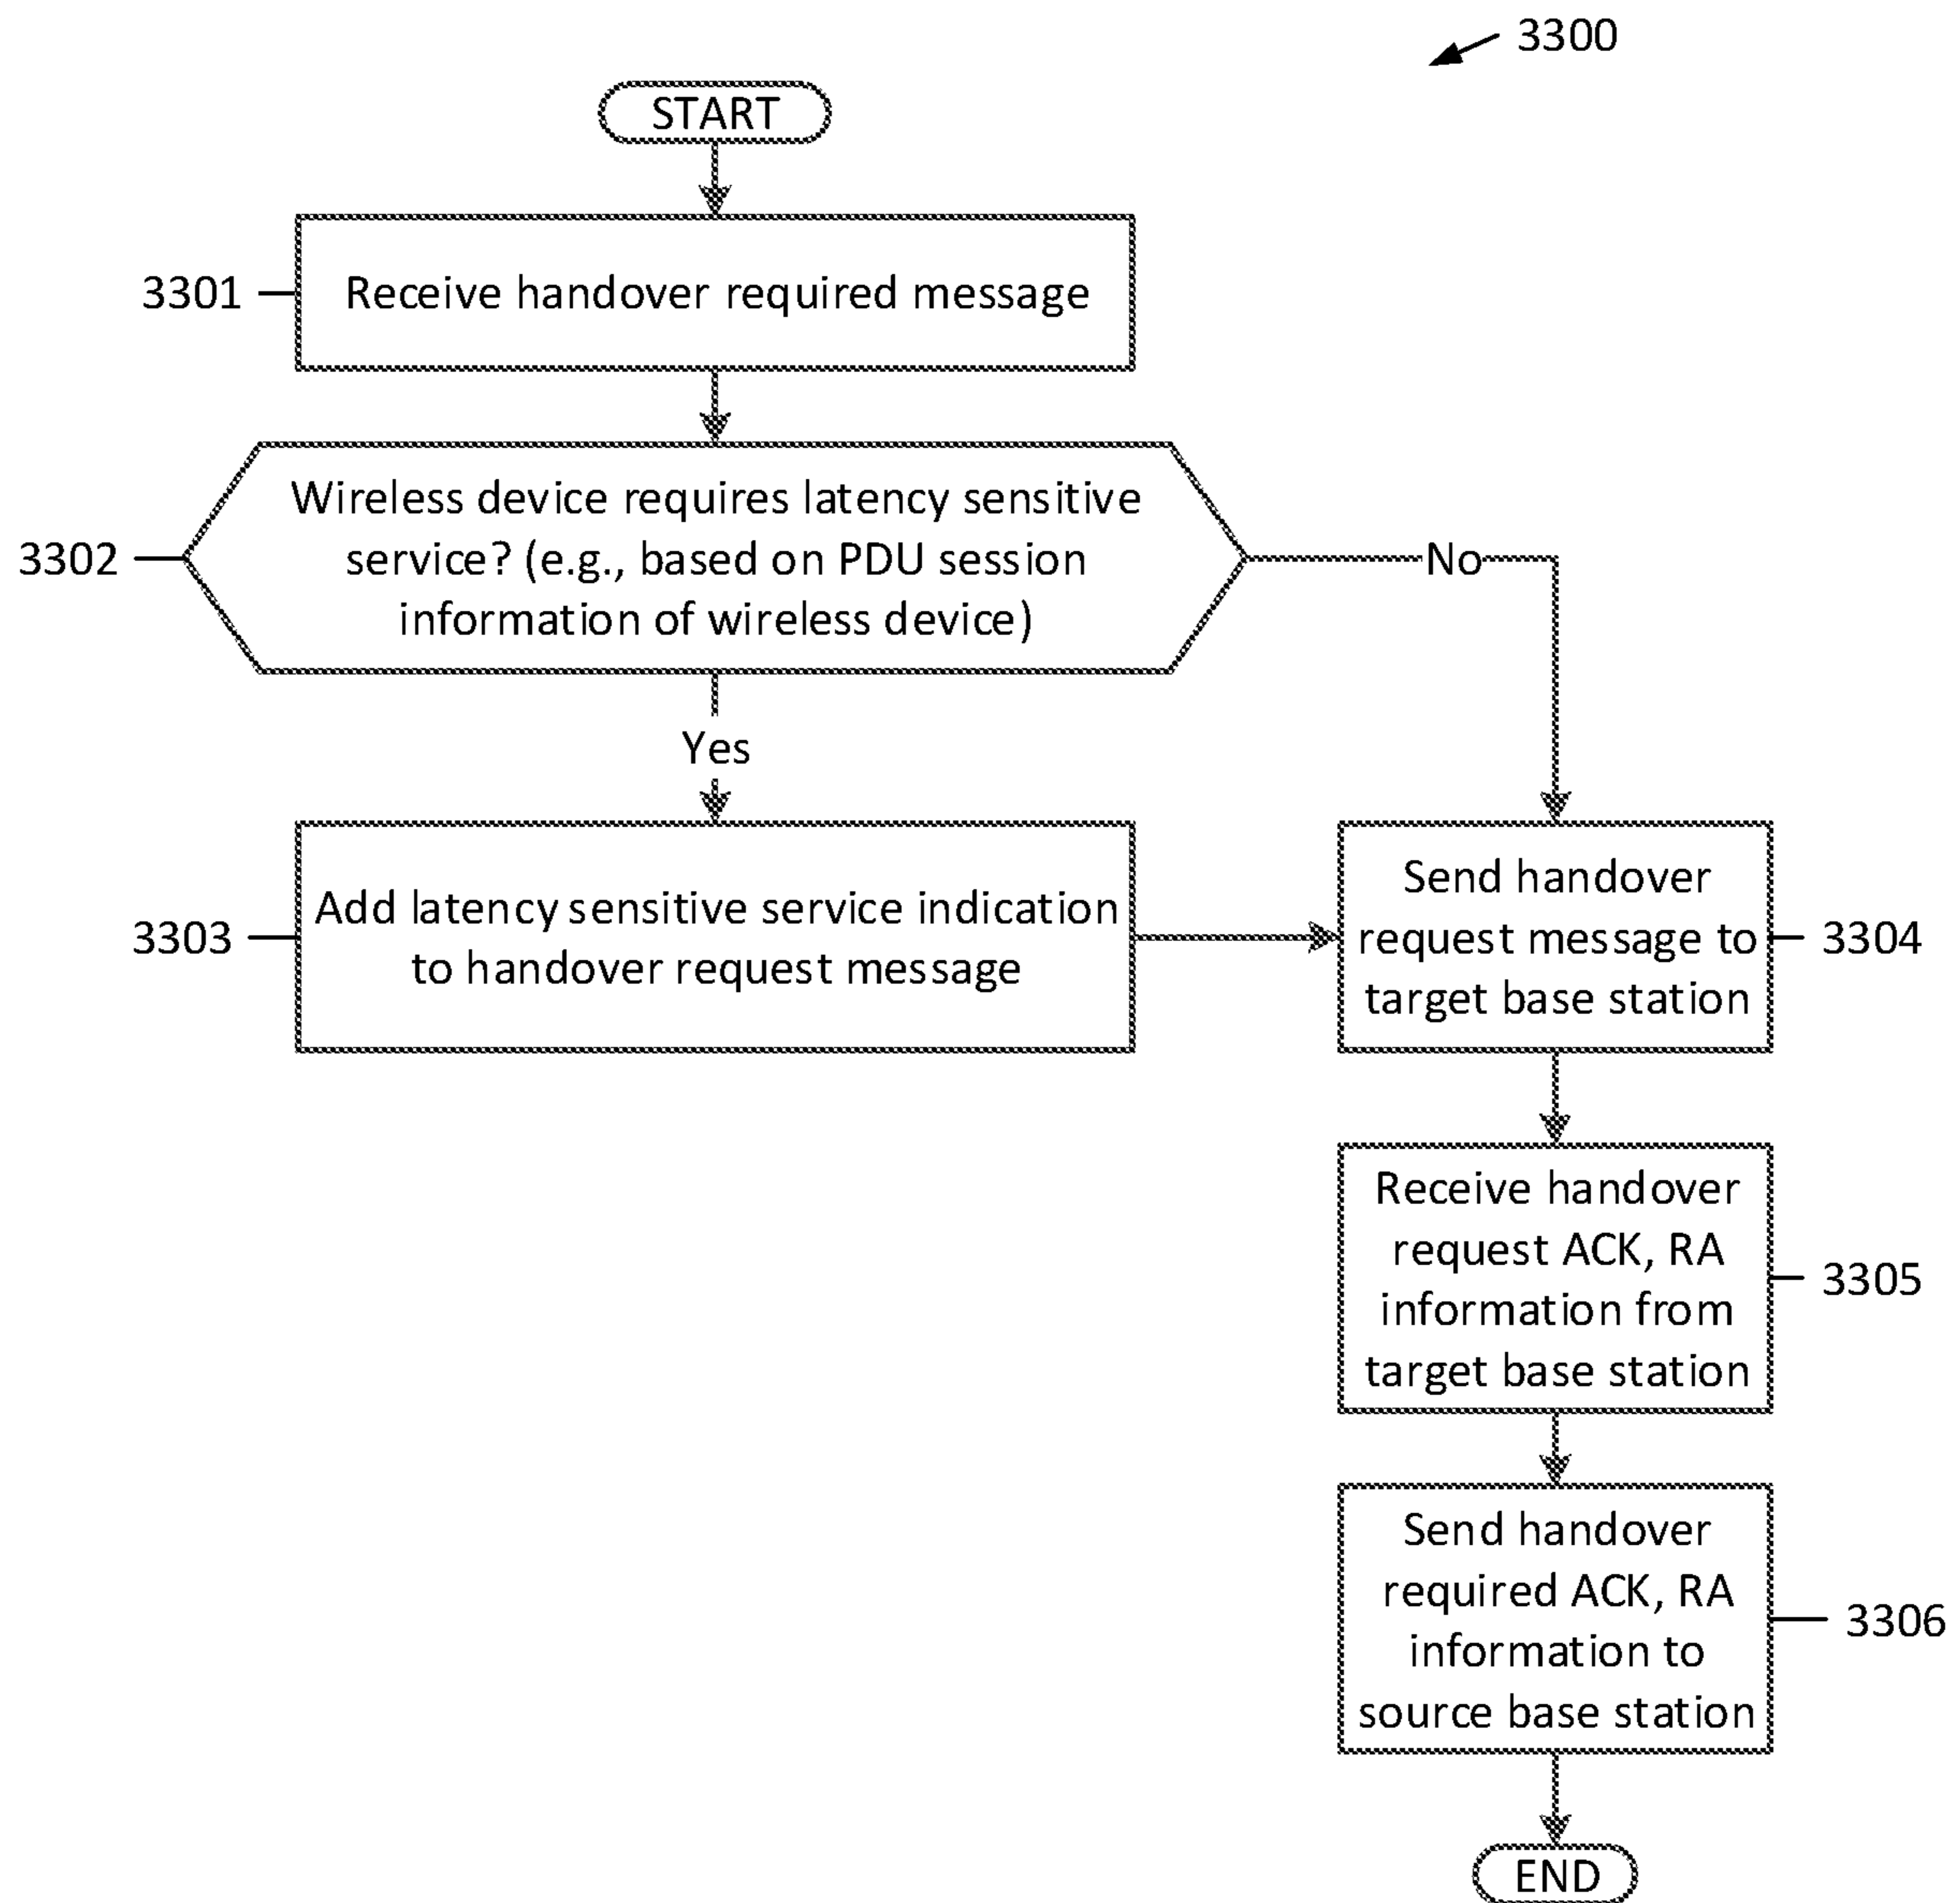 3300
START
3301
Receive handover required message
Wireless device requires latency sensitive
3302
service? (e.g., based on PDU session
information of wireless device)
No
Yes
3303
Add latency sensitive service indication
to handover request message
Send handover
request message to
target base station
3304
Receive handover
request ACK, RA
information from
target base station
3305
Send handover
required ACK, RA
information to
source base station
3306
END